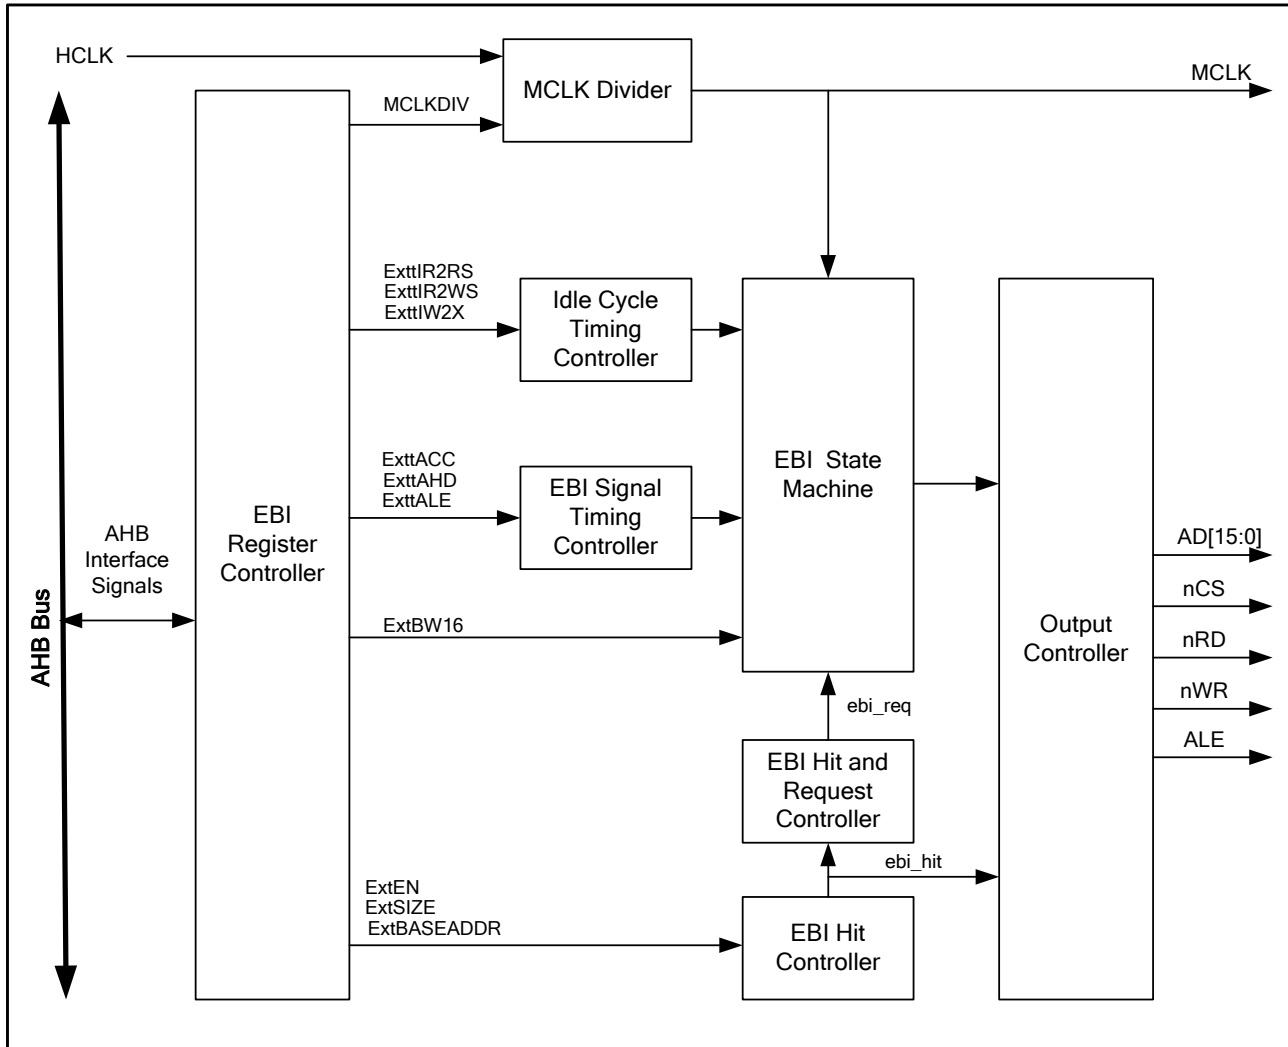 HCLK
MCLK Divider
MCLK
MCLKDIV
ExttIR2RS
ExttIR2WS
ExttIW2X
Idle Cycle
Timing
Controller
ExttACC
ExttAHD
ExttALE
EBI Signal
Timing
Controller
EBI State
Machine
EBI
Register
Controller
AHB
Interface
Signals
AHB Bus
ExtBW16
Output
Controller
AD[15:0]
nCS
nRD
nWR
ALE
ebi_req
EBI Hit and
Request
Controller
ebi_hit
ExtEN
ExtSIZE
ExtBASEADDR
EBI Hit
Controller